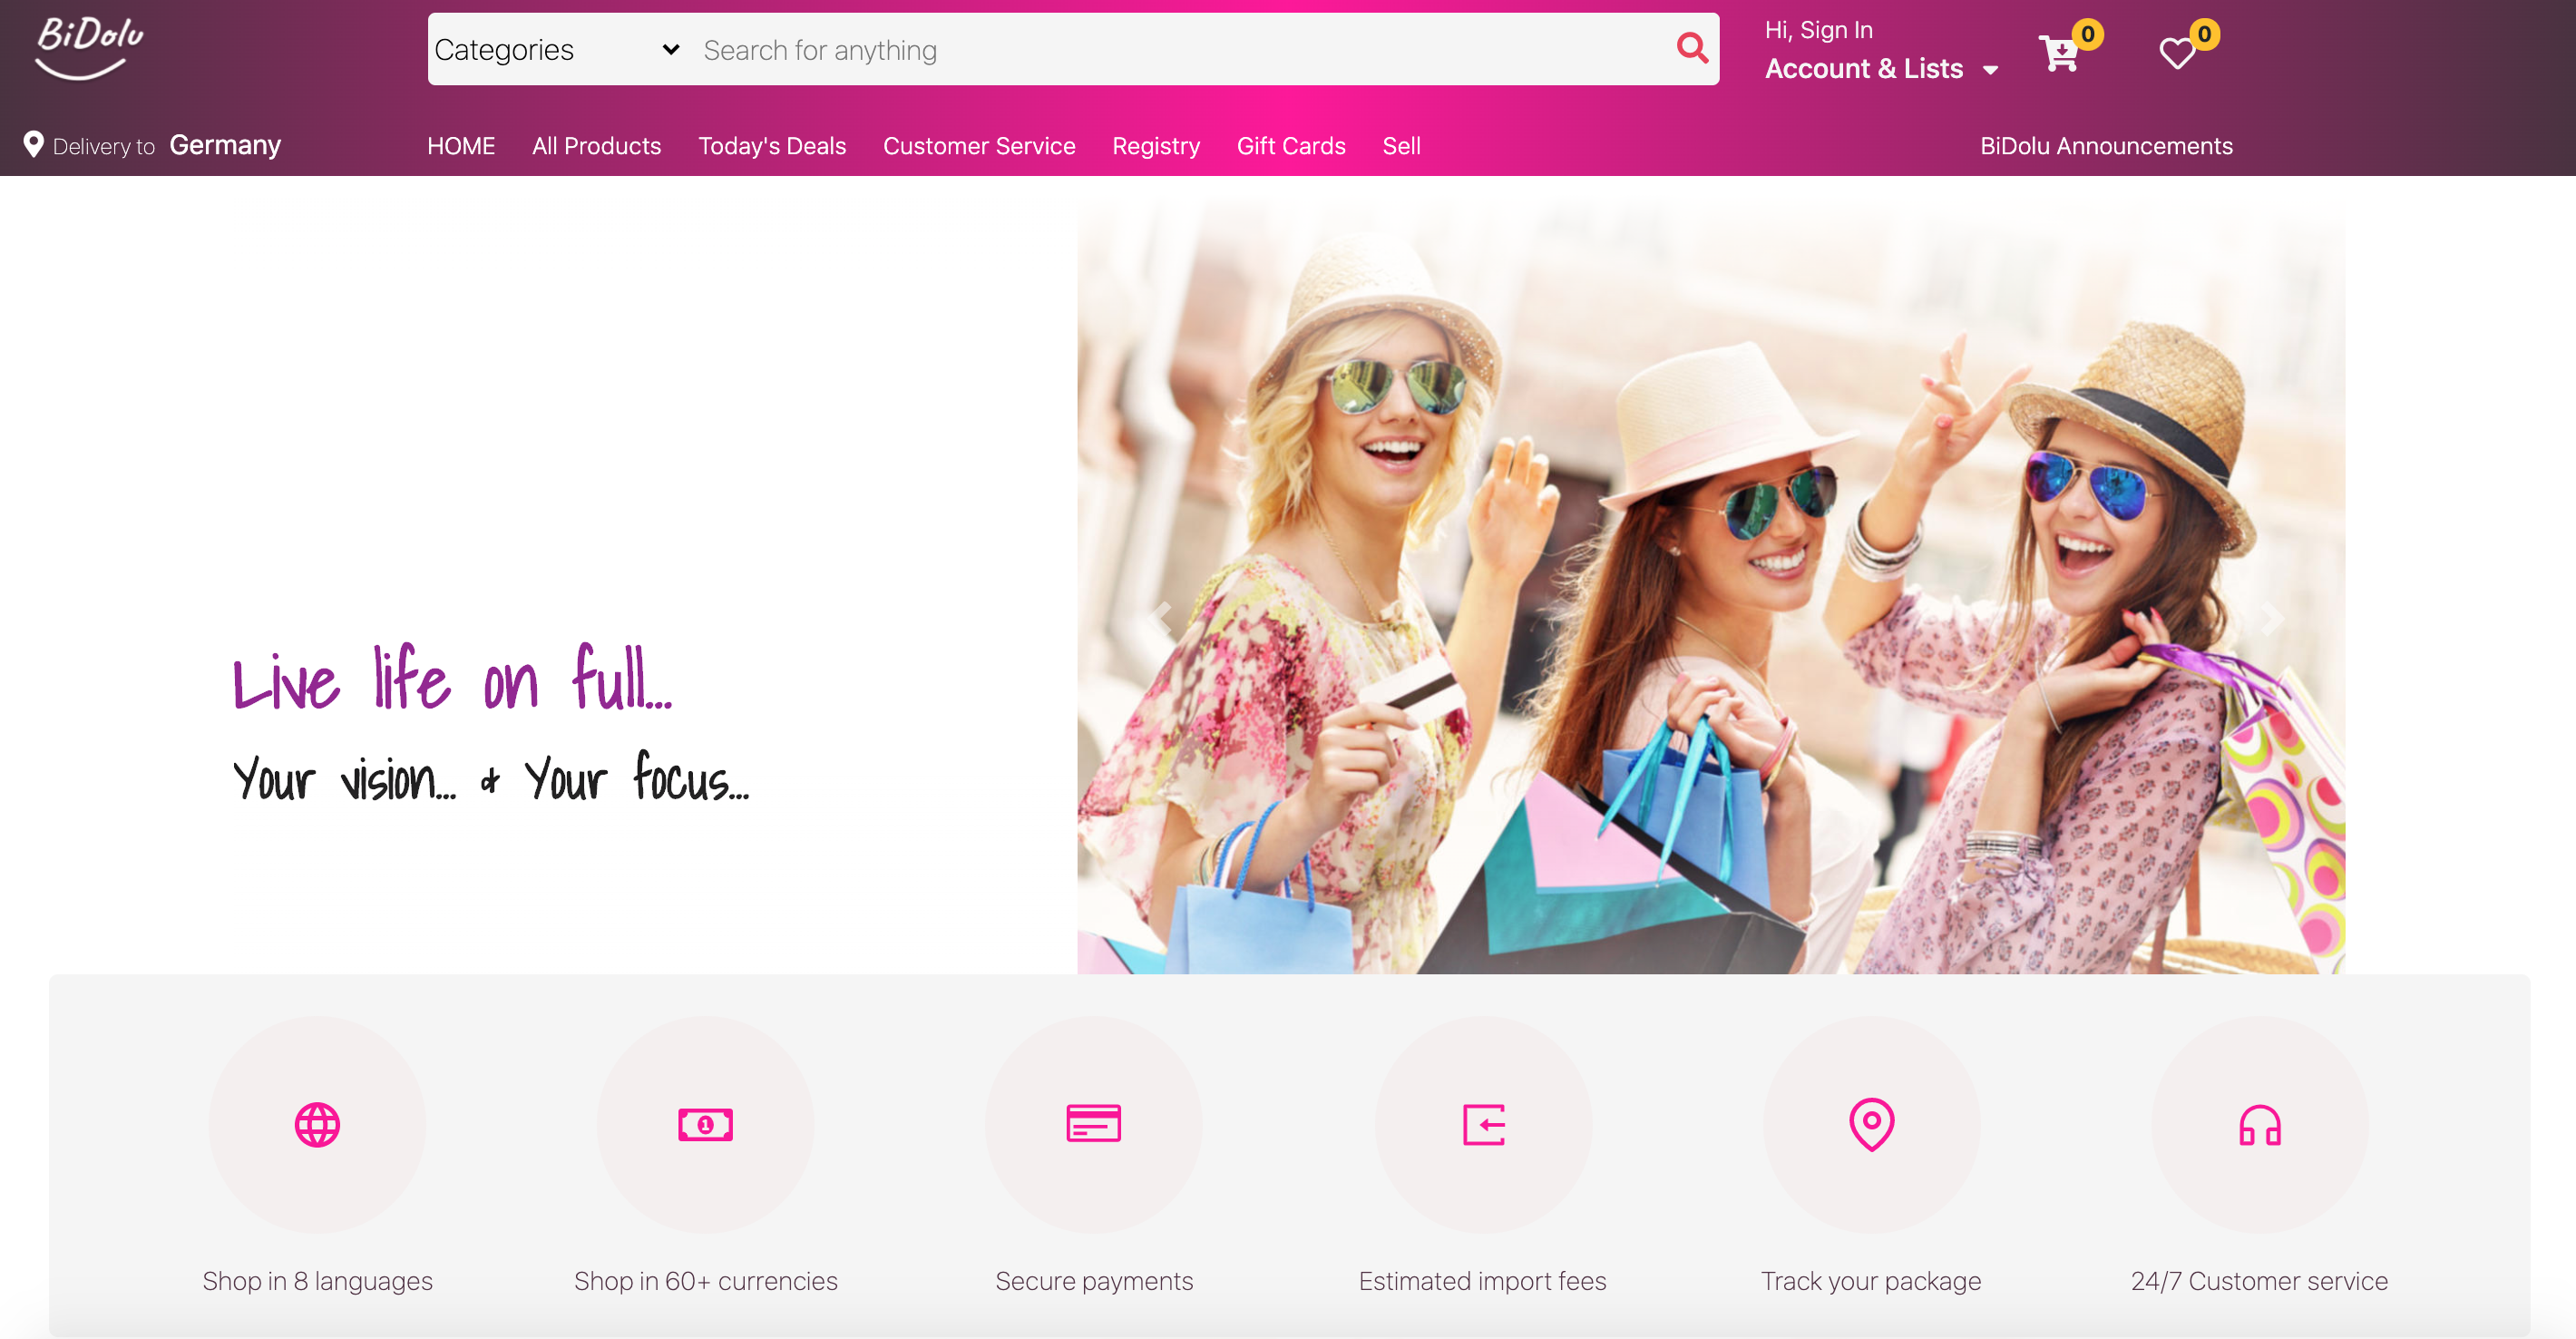 BiDolu
Categories
Search for anything
Hi, Sign In
Account & Lists
0
0
Delivery to Germany
HOME
All Products
Today's Deals
Customer Service
Registry
Gift Cards
Sell
BiDolu Announcements
Live life on full...
Your vision... & Your focus...
Shop in 8 languages
Shop in 60+ currencies
Secure payments
Estimated import fees
Track your package
24/7 Customer service